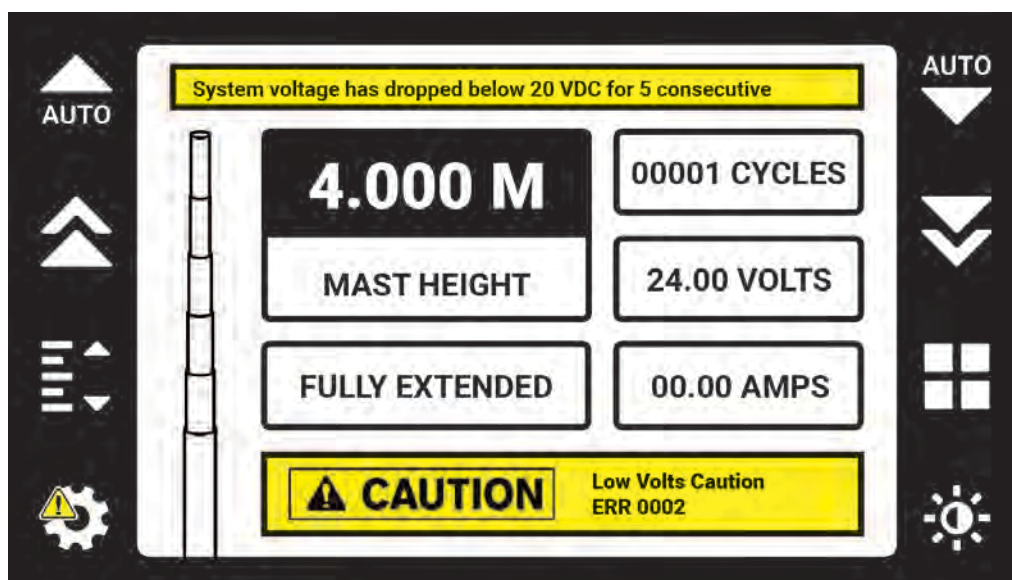 AUTO
AUTO
System voltage has dropped below 20 VDC for 5 consecutive
4.000 M
MAST HEIGHT
FULLY EXTENDED
00001 CYCLES
24.00 VOLTS
00.00 AMPS
CAUTION
Low Volts Caution
ERR 0002